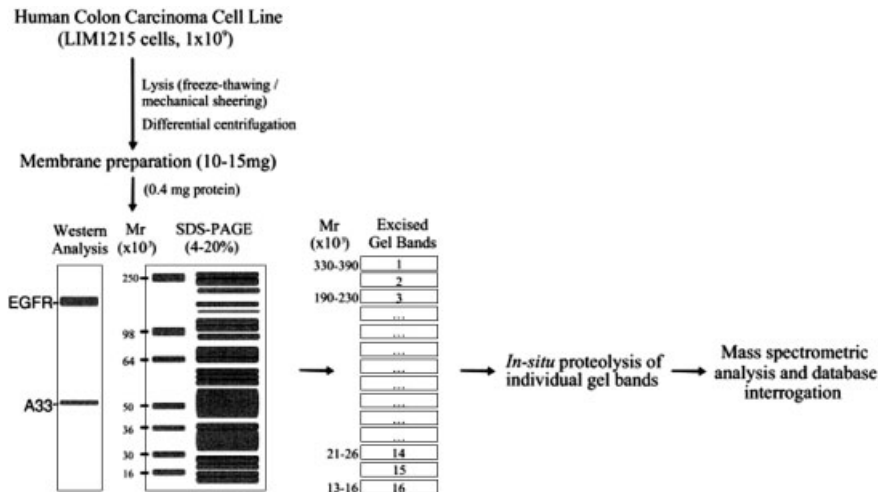 Human Colon Carcinoma Cell Line
(LIM1215 cells, 1x10⁹)
Lysis (freeze-thawing /
mechanical sheering)
Differential centrifugation
Membrane preparation (10-15mg)
(0.4 mg protein)
Western
Analysis
Mr
(x10³)
SDS-PAGE
(4-20%)
EGFR
A33
250
98
64
50
36
30
16
Mr
(x10³)
Excised
Gel Bands
330-390 1
2
190-230 3
...
...
...
...
...
...
...
...
21-26 14
15
13-16 16
In-situ proteolysis of
individual gel bands
Mass spectrometric
analysis and database
interrogation